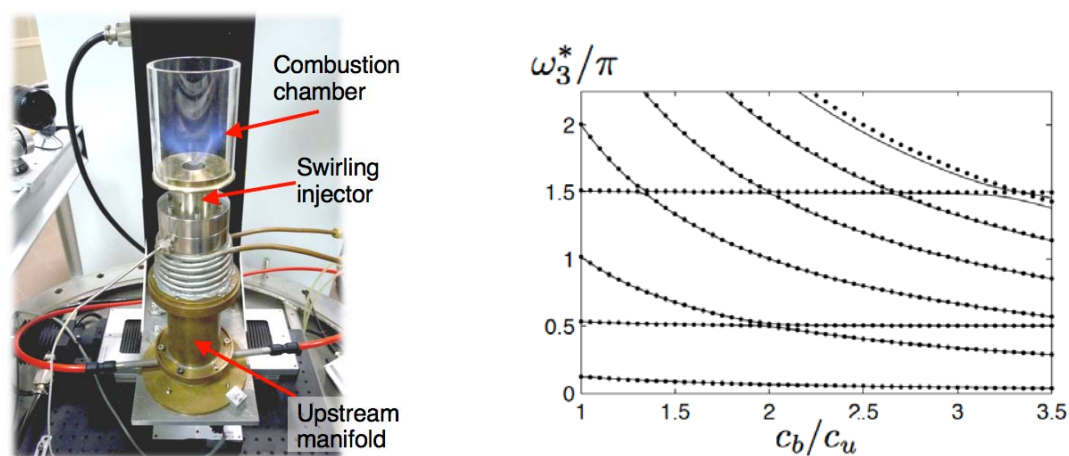 Combustion
chamber
Swirling
injector
Upstream
manifold
ω₃*/π
2
1.5
1
0.5
0
1
1.5
2
2.5
3
3.5
c_b/c_u